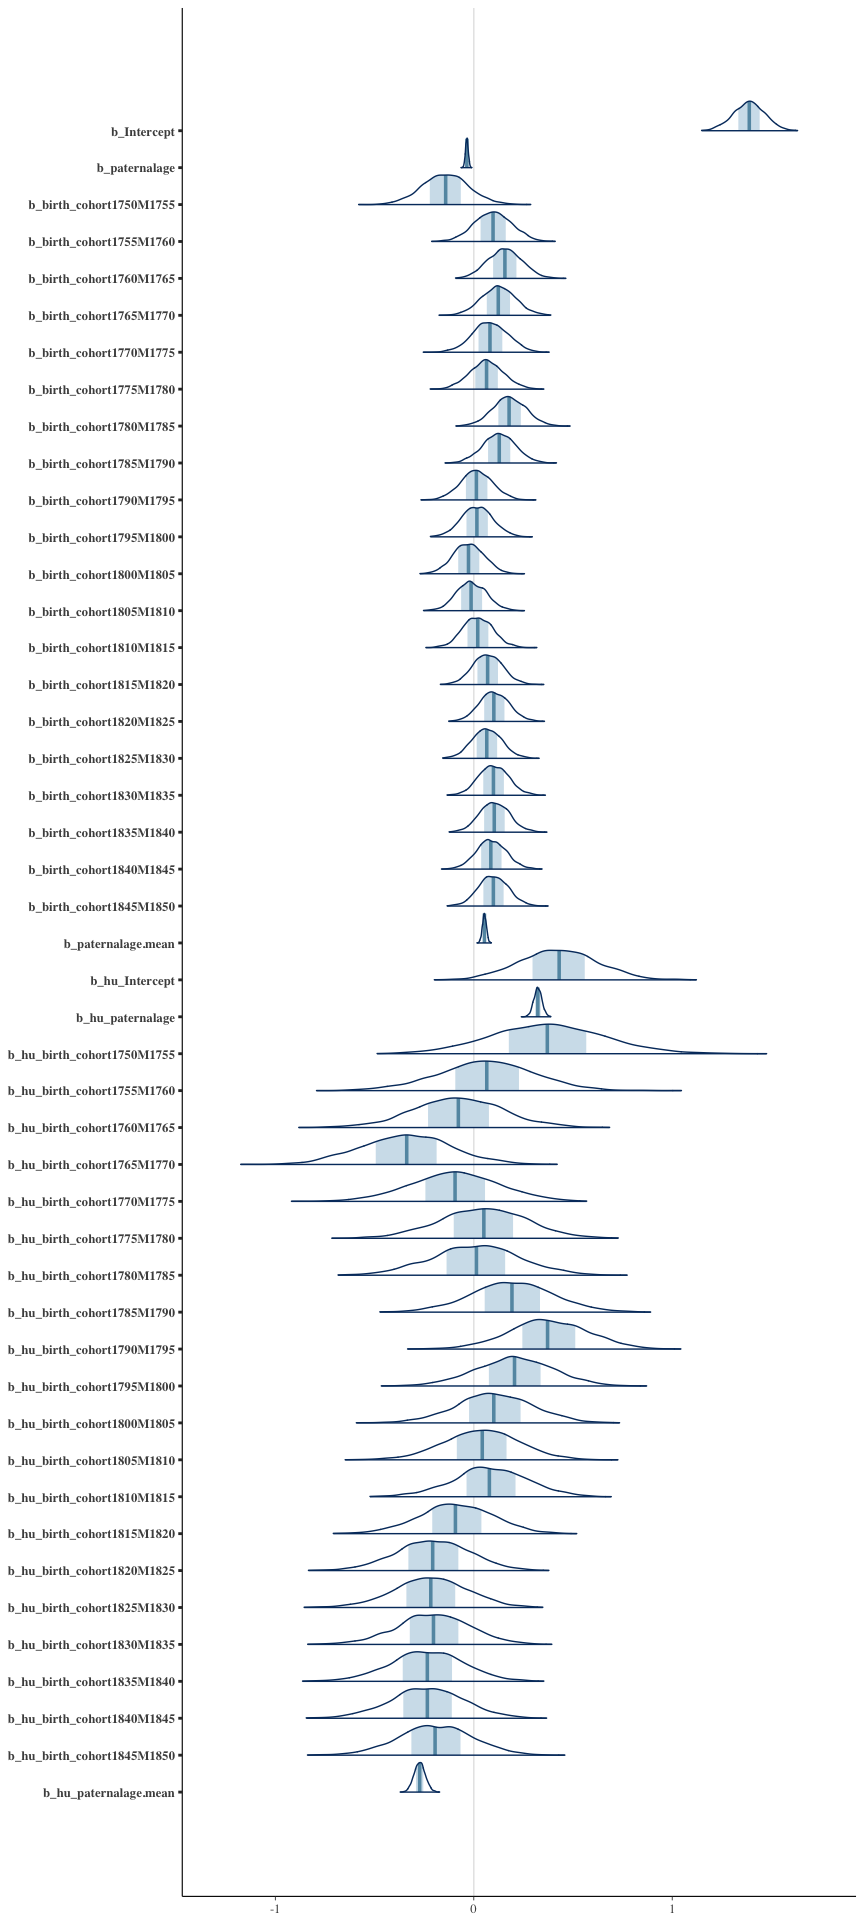 b_Intercept
b_paternalage
b_birth_cohort1750M1755
b_birth_cohort1755M1760
b_birth_cohort1760M1765
b_birth_cohort1765M1770
b_birth_cohort1770M1775
b_birth_cohort1775M1780
b_birth_cohort1780M1785
b_birth_cohort1785M1790
b_birth_cohort1790M1795
b_birth_cohort1795M1800
b_birth_cohort1800M1805
b_birth_cohort1805M1810
b_birth_cohort1810M1815
b_birth_cohort1815M1820
b_birth_cohort1820M1825
b_birth_cohort1825M1830
b_birth_cohort1830M1835
b_birth_cohort1835M1840
b_birth_cohort1840M1845
b_birth_cohort1845M1850
b_paternalage.mean
b_hu_Intercept
b_hu_paternalage
b_hu_birth_cohort1750M1755
b_hu_birth_cohort1755M1760
b_hu_birth_cohort1760M1765
b_hu_birth_cohort1765M1770
b_hu_birth_cohort1770M1775
b_hu_birth_cohort1775M1780
b_hu_birth_cohort1780M1785
b_hu_birth_cohort1785M1790
b_hu_birth_cohort1790M1795
b_hu_birth_cohort1795M1800
b_hu_birth_cohort1800M1805
b_hu_birth_cohort1805M1810
b_hu_birth_cohort1810M1815
b_hu_birth_cohort1815M1820
b_hu_birth_cohort1820M1825
b_hu_birth_cohort1825M1830
b_hu_birth_cohort1830M1835
b_hu_birth_cohort1835M1840
b_hu_birth_cohort1840M1845
b_hu_birth_cohort1845M1850
b_hu_paternalage.mean
-1 0 1